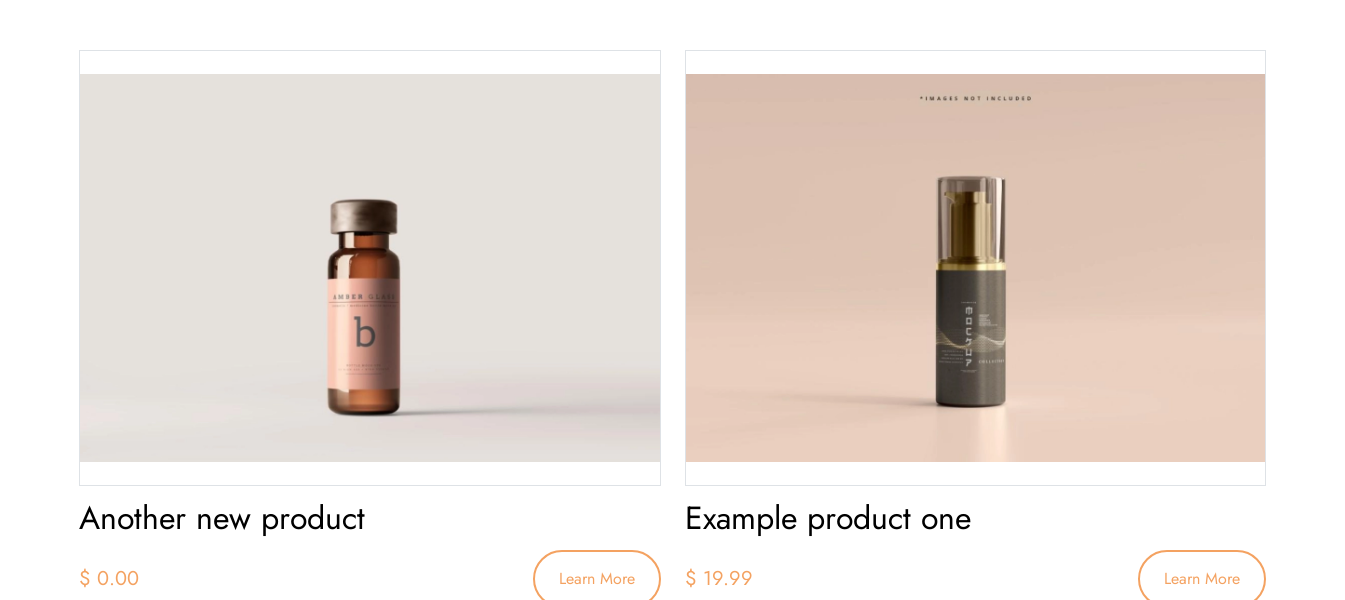 *IMAGES NOT INCLUDED
AMBER GLASS
b
Another new product
Example product one
$ 0.00
Learn More
$ 19.99
Learn More